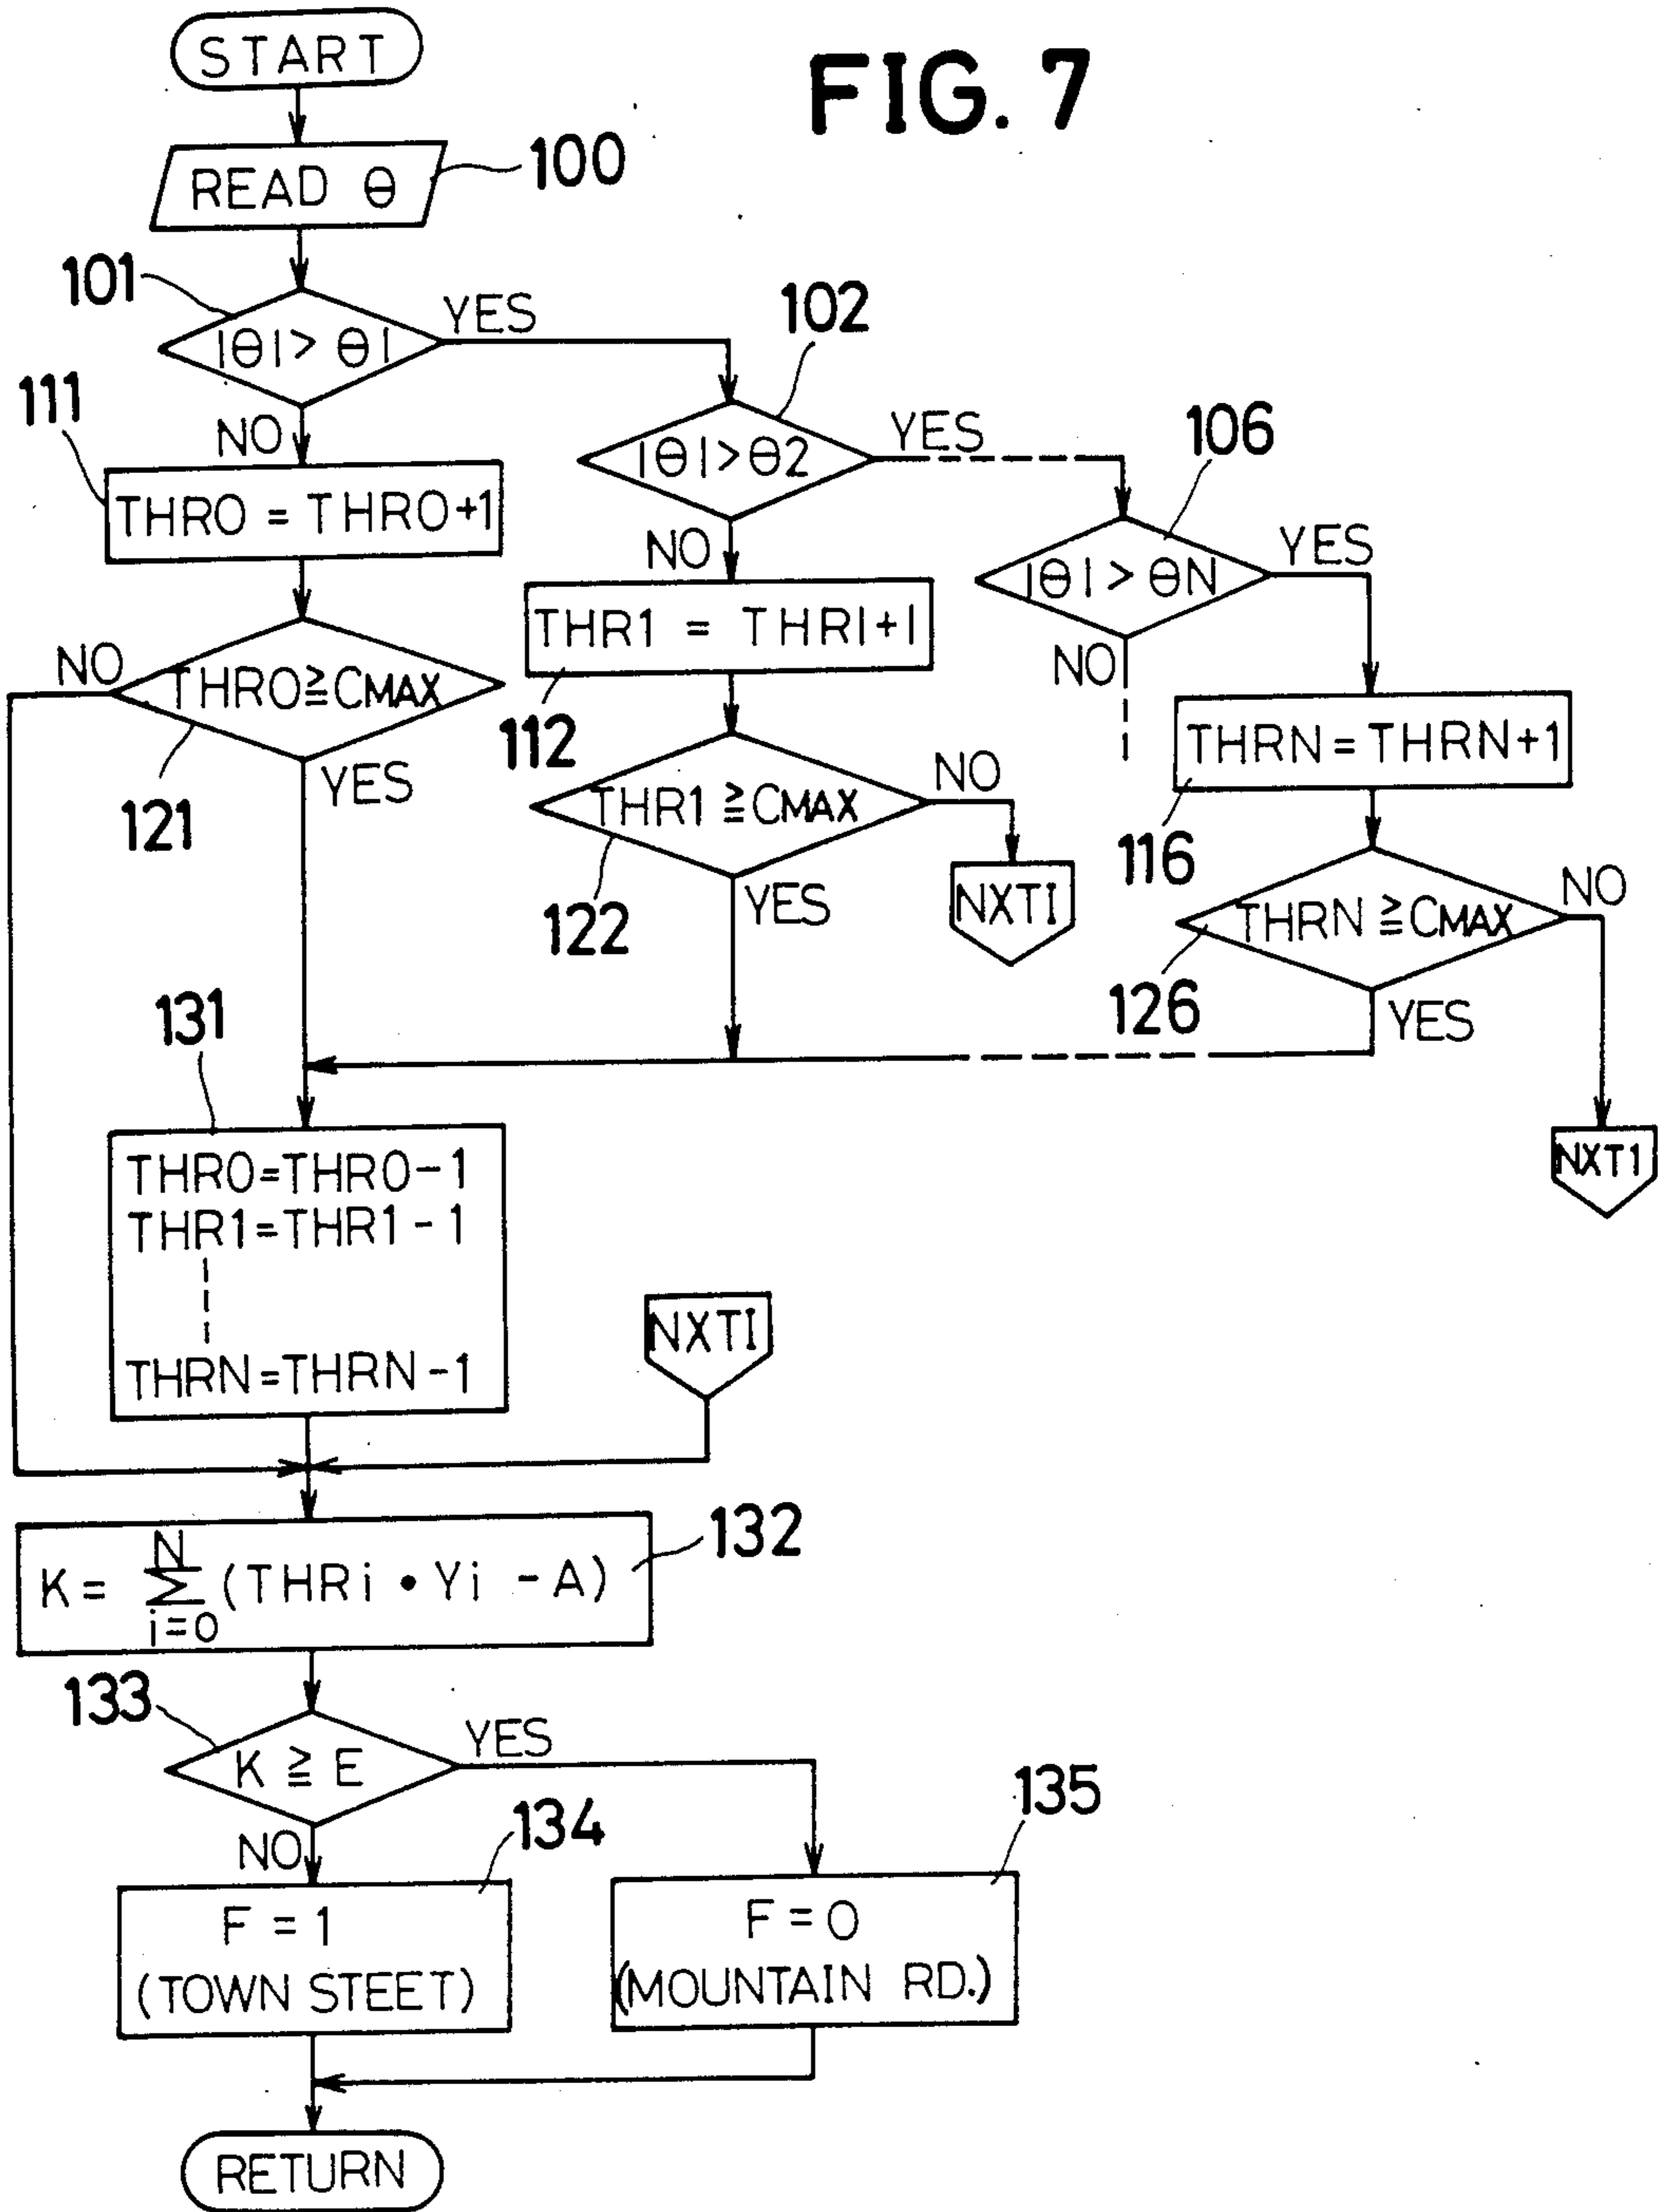 FIG. 7
START
READ θ
100
101
|θ| > θ1
YES
NO
102
|θ| > θ2
YES
NO
106
|θ| > θN
YES
NO
111
THR0 = THR0+1
112
THR1 = THR1+1
116
THRN = THRN+1
NO
THR0 ≧ CMAX
YES
121
THR1 ≧ CMAX
NO
YES
122
NXT1
THRN ≧ CMAX
NO
YES
126
NXT1
131
THR0=THR0-1
THR1=THR1-1
THRN=THRN-1
NXT1
132
K = N Σ i=0 (THRi • Yi - A)
133
K ≧ E
YES
NO
134
F = 1
(TOWN STEET)
135
F = 0
(MOUNTAIN RD.)
RETURN